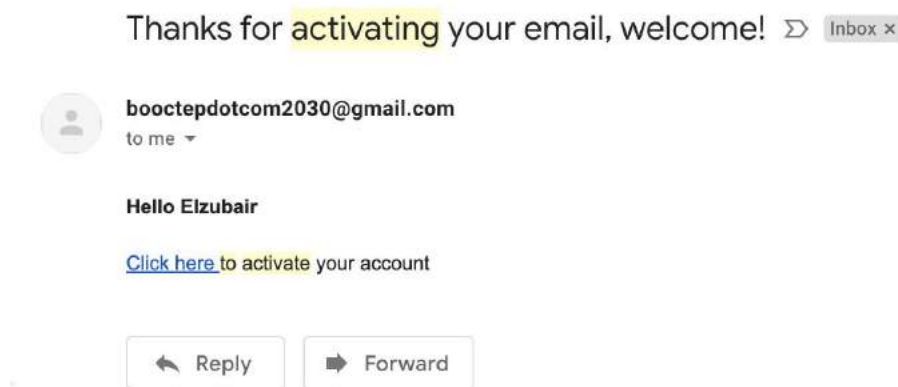 Thanks for activating your email, welcome! Inbox ×
booctepdotcom2030@gmail.com
to me
Hello Elzubair
Click here to activate your account
Reply Forward